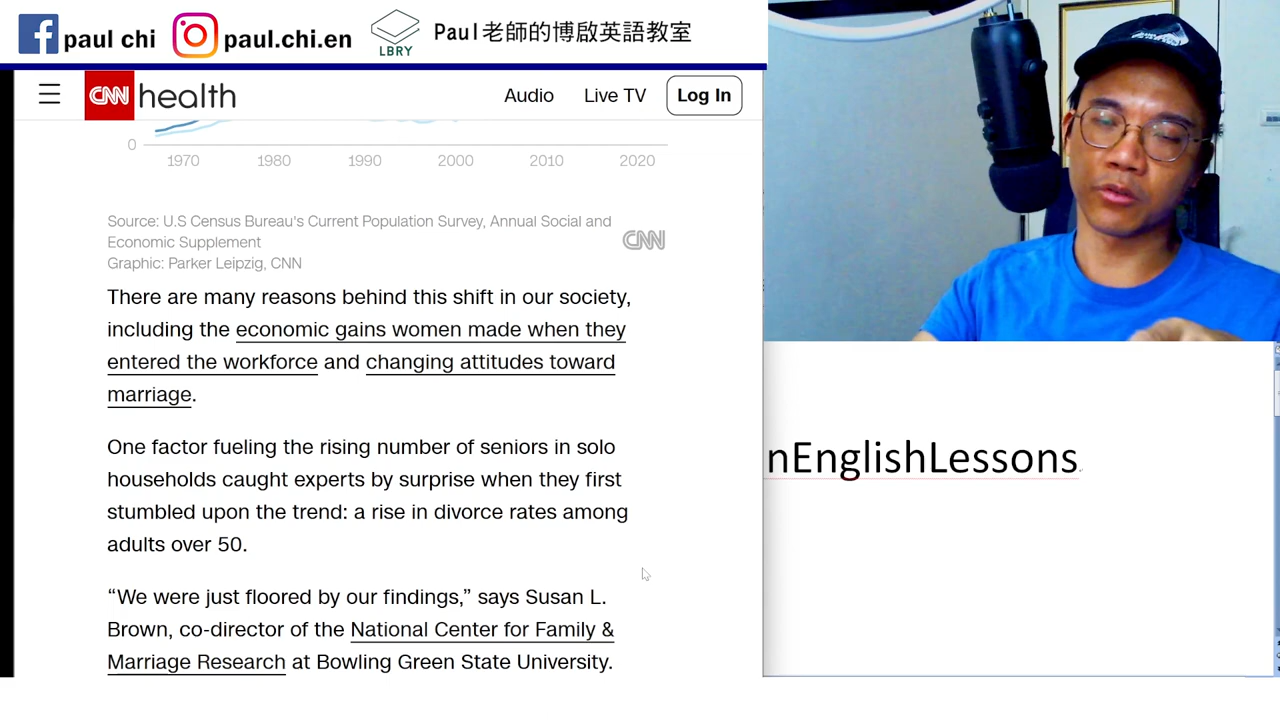 paul chi
paul.chi.en
LBRY
Paul老師的博啟英語教室
CNN health
Audio
Live TV
Log In
0
1970 1980 1990 2000 2010 2020
Source: U.S Census Bureau's Current Population Survey, Annual Social and
Economic Supplement
Graphic: Parker Leipzig, CNN
CNN
There are many reasons behind this shift in our society,
including the economic gains women made when they
entered the workforce and changing attitudes toward
marriage.
One factor fueling the rising number of seniors in solo
households caught experts by surprise when they first
stumbled upon the trend: a rise in divorce rates among
adults over 50.
“We were just floored by our findings,” says Susan L.
Brown, co-director of the National Center for Family &
Marriage Research at Bowling Green State University.
nEnglishLessons